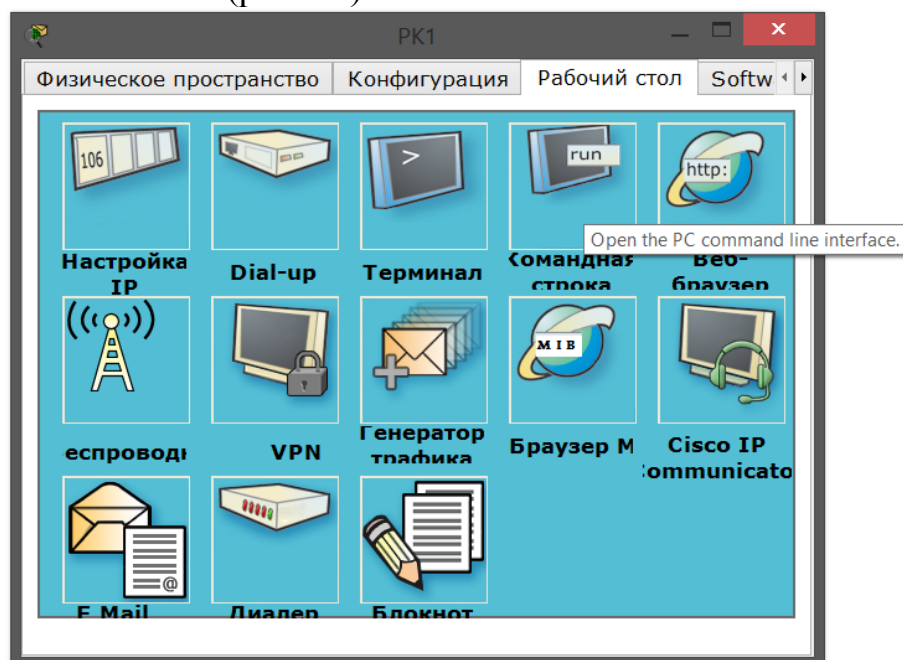 PK1
Физическое пространство Конфигурация Рабочий стол Softw
106 > run http:
Open the PC command line interface.
Настройка IP
Dial-up
Терминал
Командная строка
Веб-браузер
MIB
?
еспровод
VPN
Генератор трафика
Браузер M
Cisco IP
ommunicato
@
E Mail
Диалер
Блокнот